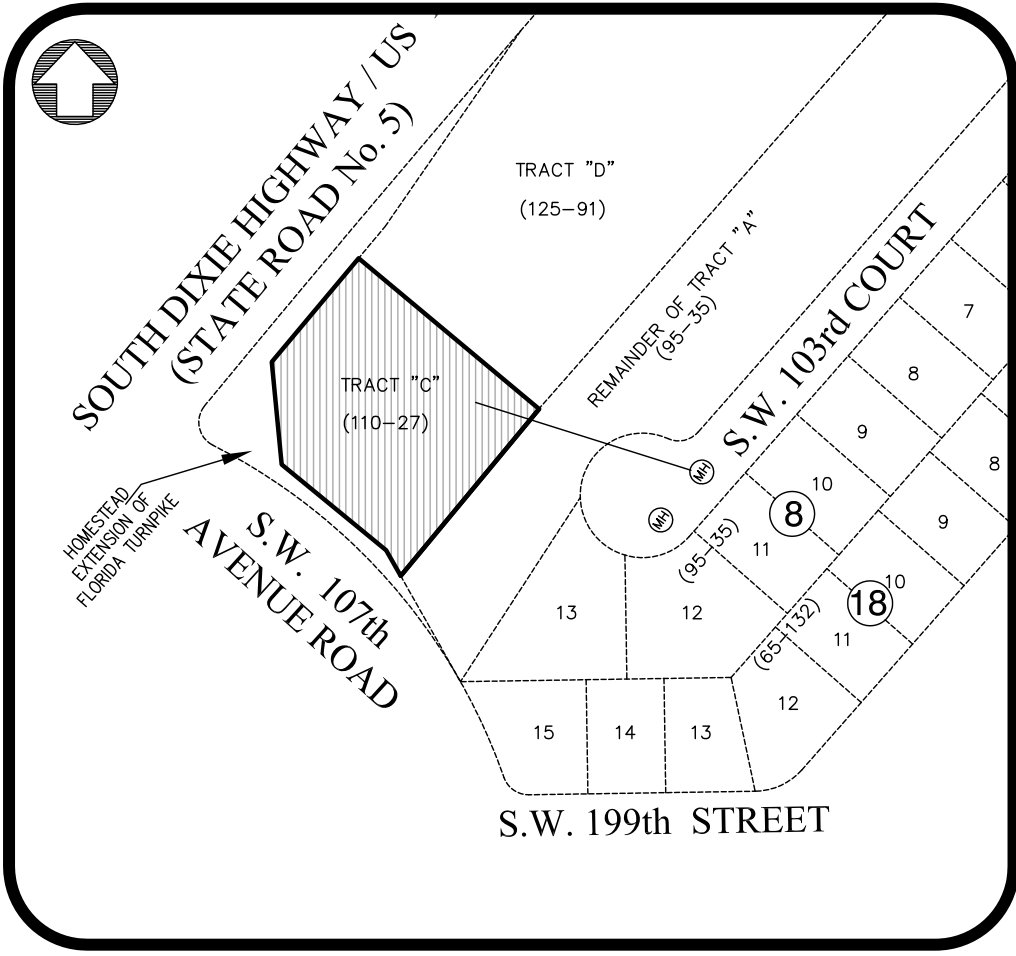 SOUTH DIXIE HIGHWAY / US
(STATE ROAD No. 5)
TRACT "D"
(125-91)
REMAINDER OF TRACT "A"
(95-35)
S.W. 103rd COURT
TRACT "C"
(110-27)
HOMESTEAD
EXTENSION OF
FLORIDA TURNPIKE
S.W. 107th
AVENUE ROAD
MH
MH
(95-35)
7
8
9
10
8
11
12
13
8
9
10
18
11
(65-132)
12
13
14
15
S.W. 199th STREET